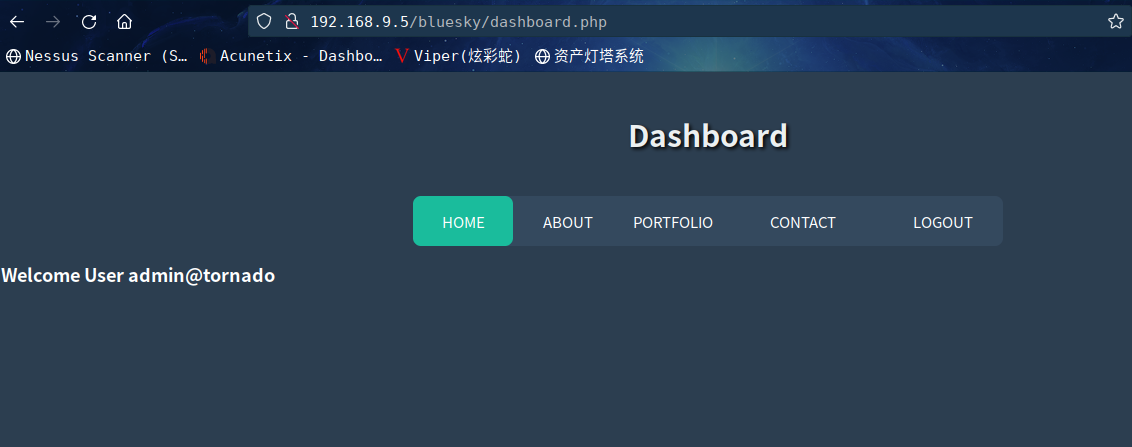 192.168.9.5/bluesky/dashboard.php
Nessus Scanner (S… Acunetix - Dashbo… Viper(炫彩蛇) 资产灯塔系统
Dashboard
HOME ABOUT PORTFOLIO CONTACT LOGOUT
Welcome User admin@tornado